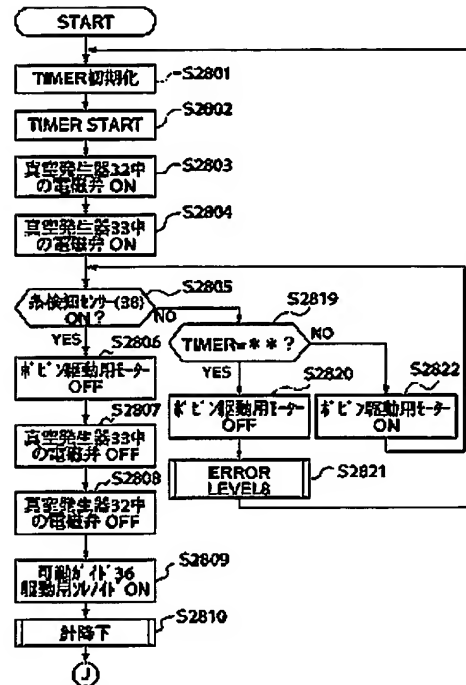 START
TIMER初期化
S2801
TIMER START
S2802
真空発生器32中
の電磁弁 ON
S2803
真空発生器33中
の電磁弁 ON
S2804
糸検知センサー(38)
ON?
S2805
NO
YES
TIMER=**?
S2819
NO
YES
ボビン駆動用モーター
OFF
S2806
ボビン駆動用モーター
OFF
S2820
ボビン駆動用モーター
ON
S2822
真空発生器33中
の電磁弁 OFF
S2807
ERROR
LEVEL8
S2821
真空発生器32中
の電磁弁 OFF
S2808
可動ガイド36
駆動用ソレノイド ON
S2809
針降下
S2810
J